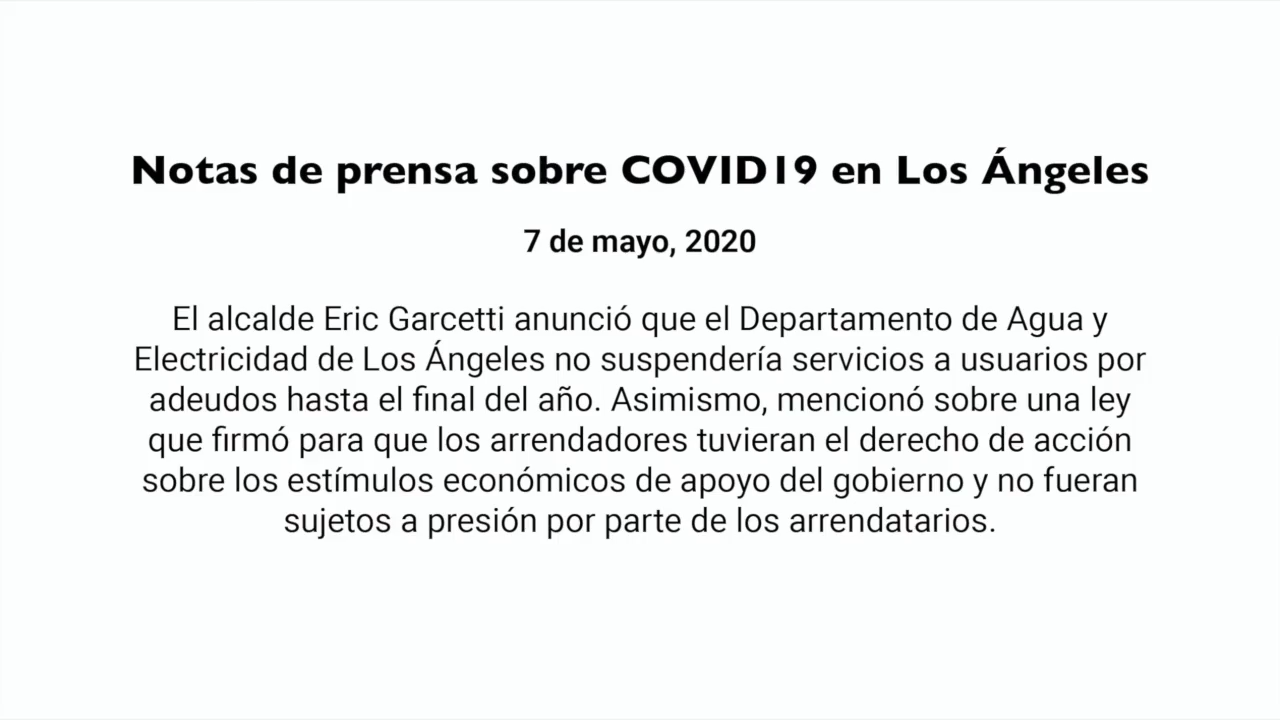 Notas de prensa sobre COVID19 en Los Ángeles
7 de mayo, 2020
El alcalde Eric Garcetti anunció que el Departamento de Agua y
Electricidad de Los Ángeles no suspendería servicios a usuarios por
adeudos hasta el final del año. Asimismo, mencionó sobre una ley
que firmó para que los arrendadores tuvieran el derecho de acción
sobre los estímulos económicos de apoyo del gobierno y no fueran
sujetos a presión por parte de los arrendatarios.